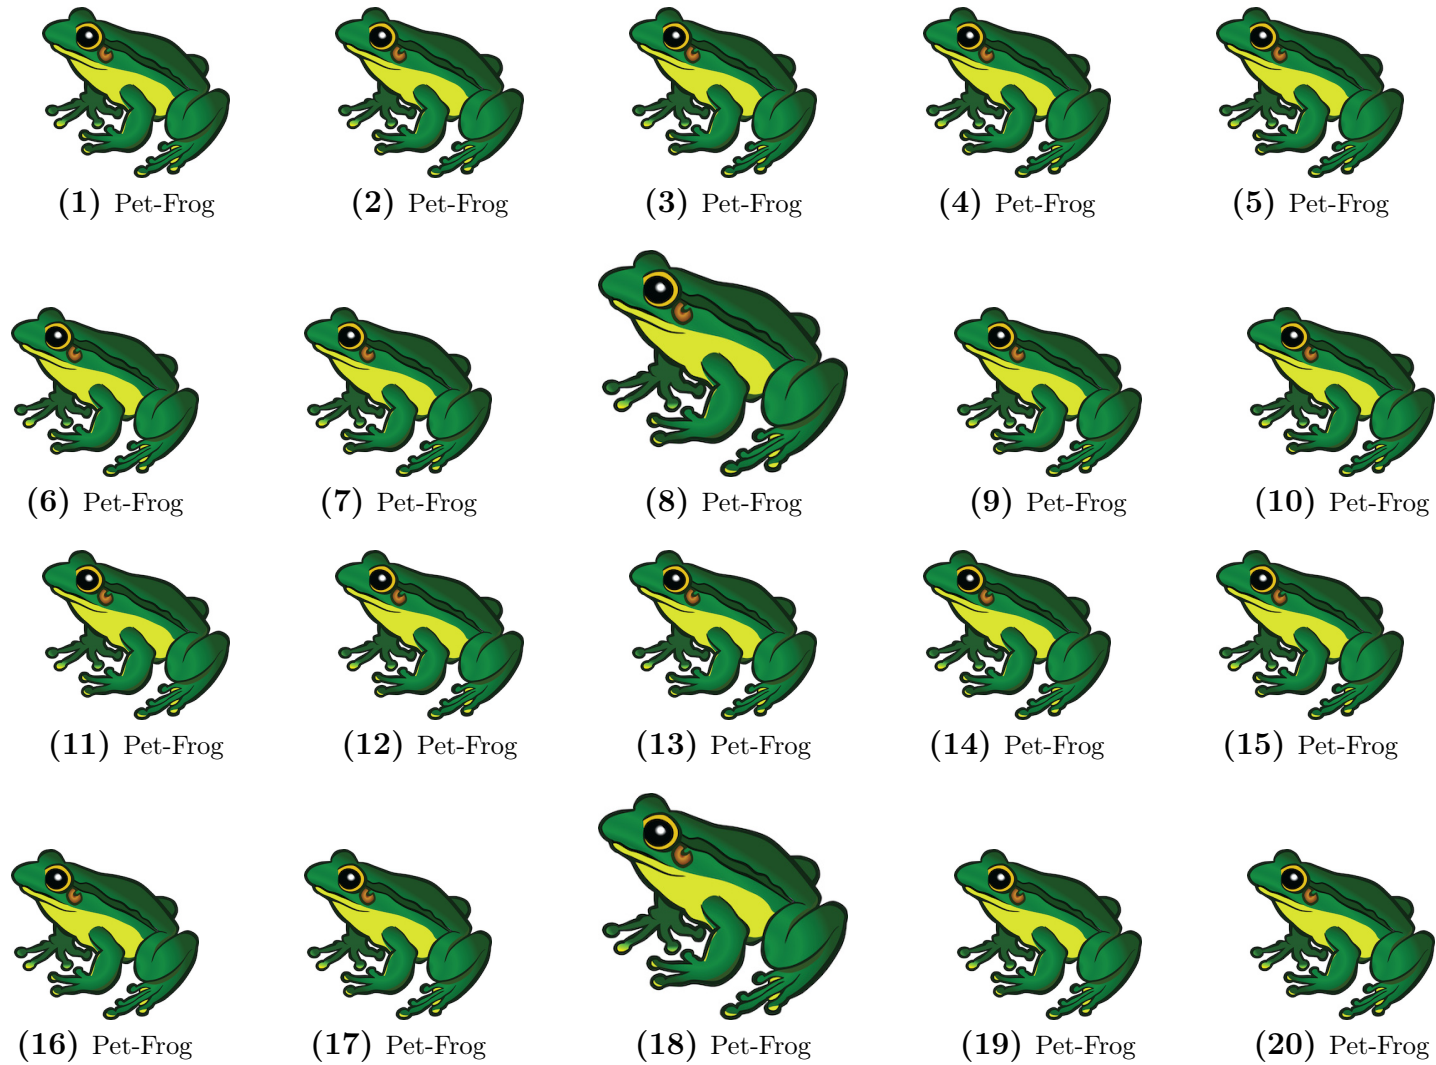 (1) Pet-Frog (2) Pet-Frog (3) Pet-Frog (4) Pet-Frog (5) Pet-Frog
(6) Pet-Frog (7) Pet-Frog (8) Pet-Frog (9) Pet-Frog (10) Pet-Frog
(11) Pet-Frog (12) Pet-Frog (13) Pet-Frog (14) Pet-Frog (15) Pet-Frog
(16) Pet-Frog (17) Pet-Frog (18) Pet-Frog (19) Pet-Frog (20) Pet-Frog